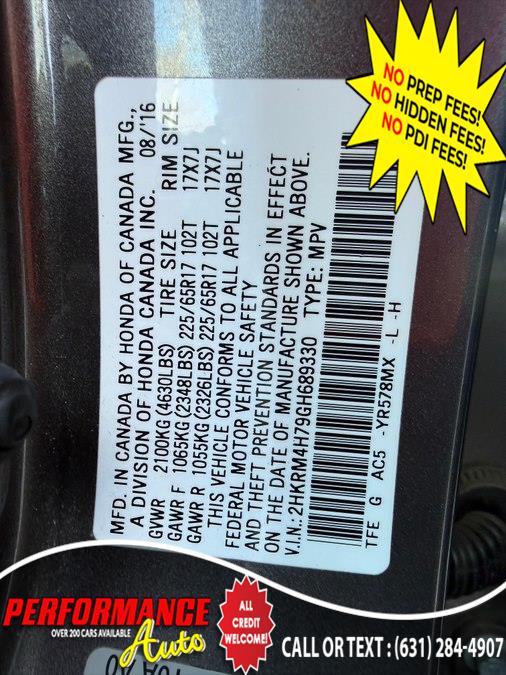 NO PREP FEES!
NO HIDDEN FEES!
NO PDI FEES!
MFD. IN CANADA BY HONDA OF CANADA MFG.,
A DIVISION OF HONDA CANADA INC. 08/'16
GVWR 2100KG(4630LBS) TIRE SIZE RIM SIZE
GAWR F 1065KG(2348LBS) 225/65R17 102T 17X7J
GAWR R 1055KG(2326LBS) 225/65R17 102T 17X7J
THIS VEHICLE CONFORMS TO ALL APPLICABLE
FEDERAL MOTOR VEHICLE SAFETY
AND THEFT PREVENTION STANDARDS IN EFFECT
ON THE DATE OF MANUFACTURE SHOWN ABOVE.
V.I.N.:2HKRM4H79GH689330 TYPE: MPV
TFE G AC5 -YR578MX -L -H
PERFORMANCE
OVER 200 CARS AVAILABLE
Auto
ALL
CREDIT
WELCOME!
CALL OR TEXT : (631) 284-4907